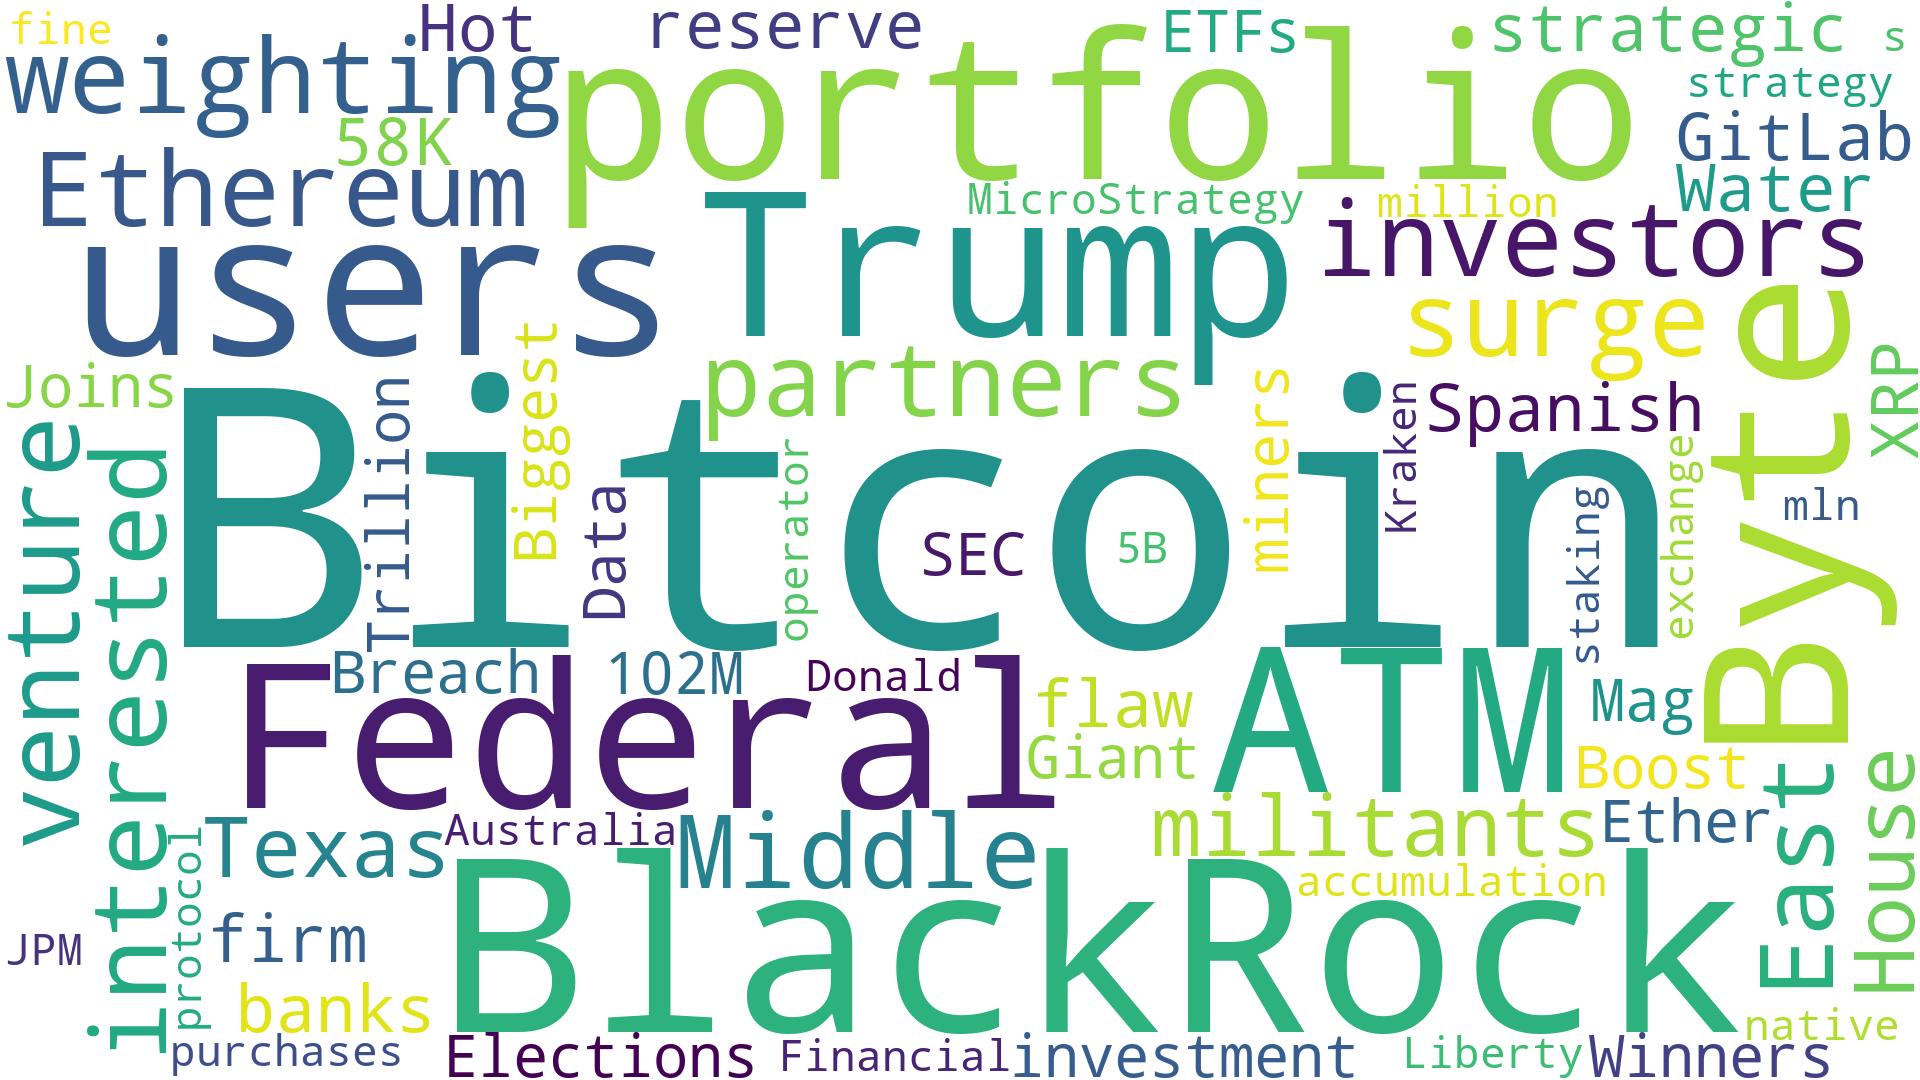 fine
Hot
reserve
ETFs
strategic
s
weighting
portfolio
strategy
58K
GitLab
Ethereum
MicroStrategy
million
Water
users
Trump
investors
surge
Byte
Joins
Biggest
partners
miners
Spanish
XRP
venture
interested
Bitcoin
Trillion
Data
operator
SEC
5B
Kraken
staking
exchange
mln
Breach
102M
Donald
Federal
flaw
Giant
ATM
Mag
Boost
East
House
Texas
Australia
Middle
militants
Ether
protocol
accumulation
JPM
firm
BlackRock
banks
native
purchases
Elections
Financial
investment
Liberty
Winners